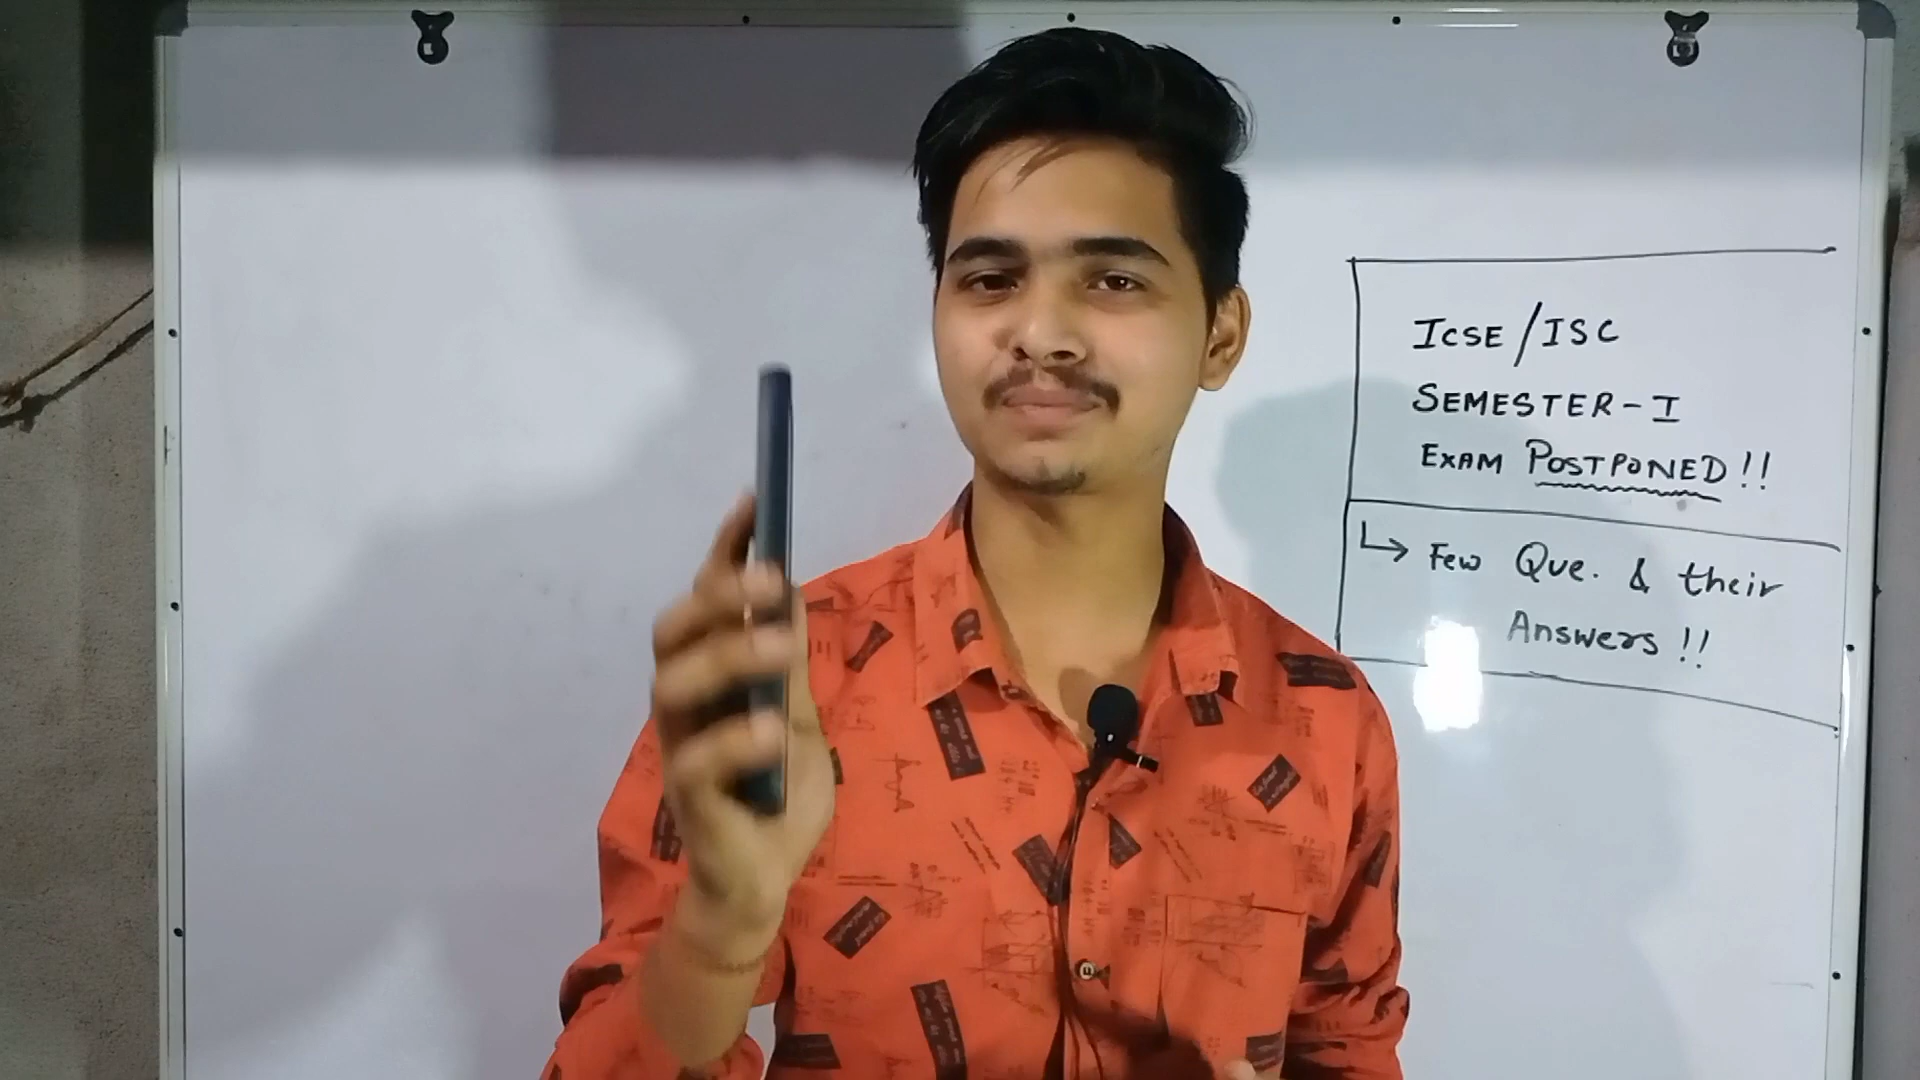 ICSE/ISC
SEMESTER-I
EXAM POSTPONED!!
↳ Few Que. & their
Answers!!